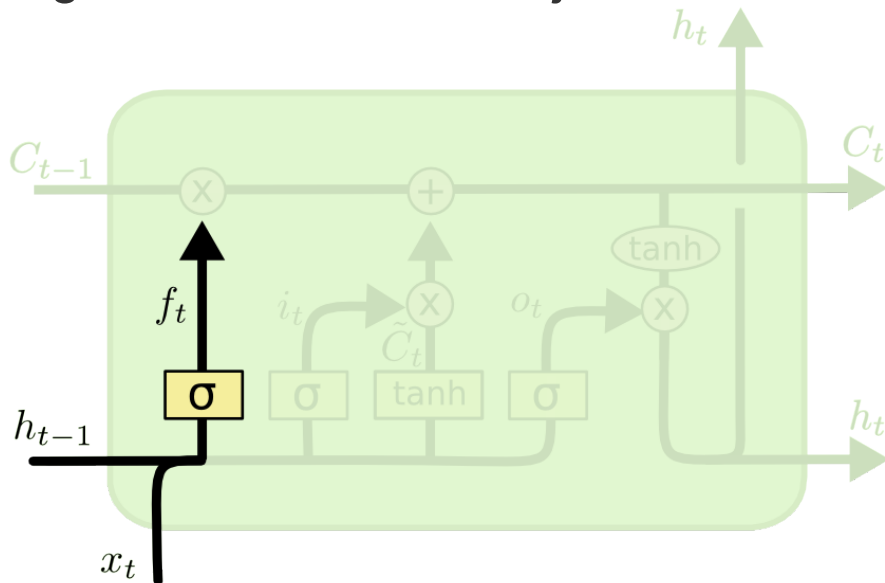 h_t
C_{t-1}
x
+
C_t
tanh
f_t
i_t
x
o_t
x
C̃_t
σ
σ
tanh
σ
h_{t-1}
h_t
x_t